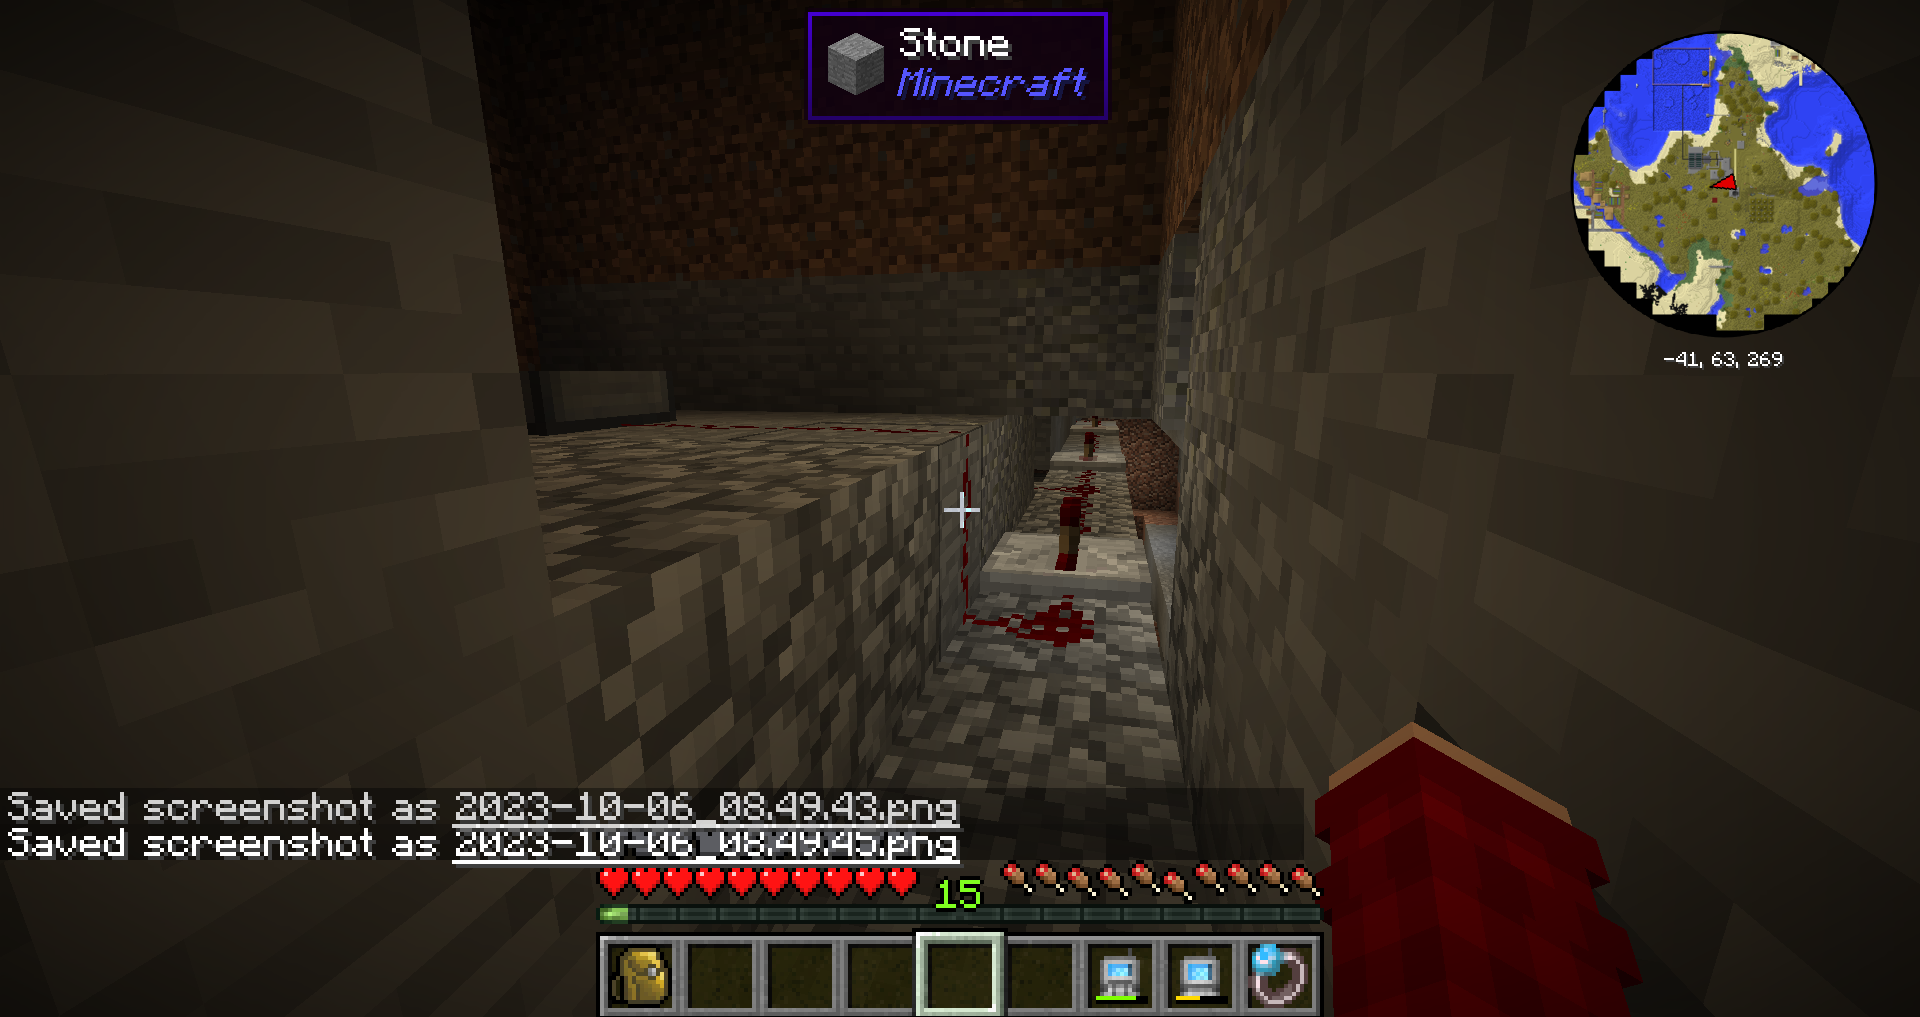 Stone
Minecraft
-41, 63, 269
Saved screenshot as 2023-10-06_08.49.43.png
Saved screenshot as 2023-10-06_08.49.45.png
15